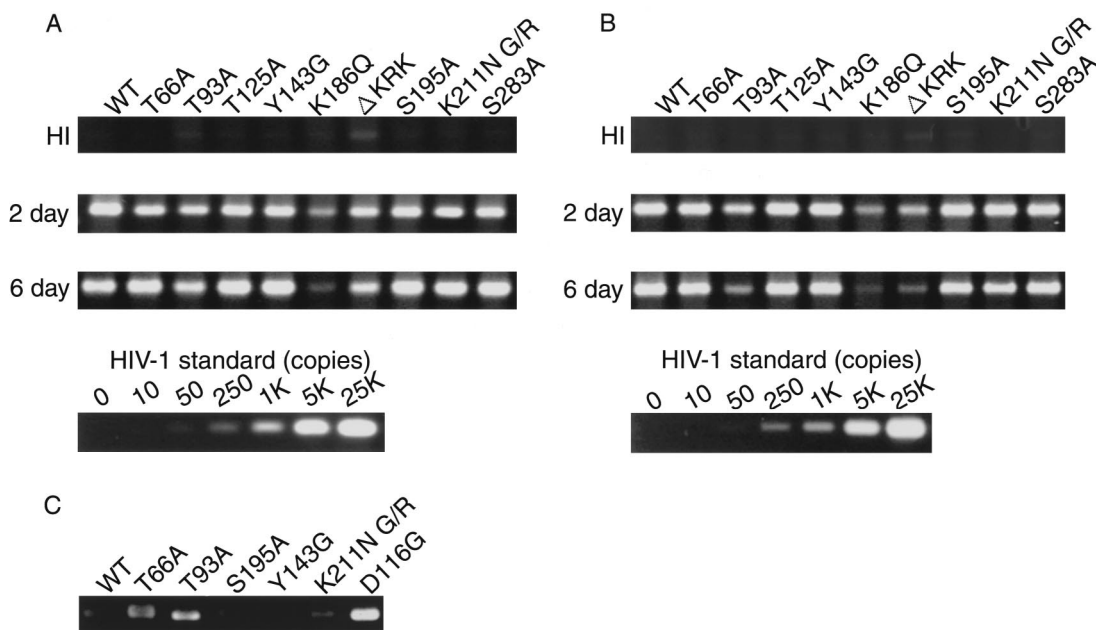 A
WT T66A T93A T125A Y143G K186Q ΔKRK S195A K211N G/R S283A
HI
2 day
6 day
HIV-1 standard (copies)
0 10 50 250 1K 5K 25K
B
WT T66A T93A T125A Y143G K186Q ΔKRK S195A K211N G/R S283A
HI
2 day
6 day
HIV-1 standard (copies)
0 10 50 250 1K 5K 25K
C
WT T66A T93A S195A Y143G K211N G/R D116G